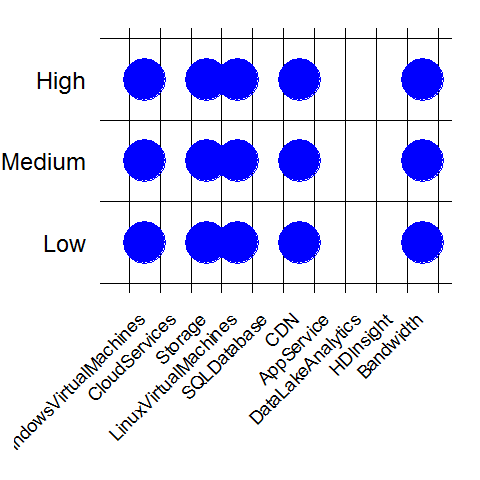 High
Medium
Low
ndowsVirtualMachines
CloudServices
Storage
LinuxVirtualMachines
SQLDatabase
CDN
AppService
DataLakeAnalytics
HDInsight
Bandwidth